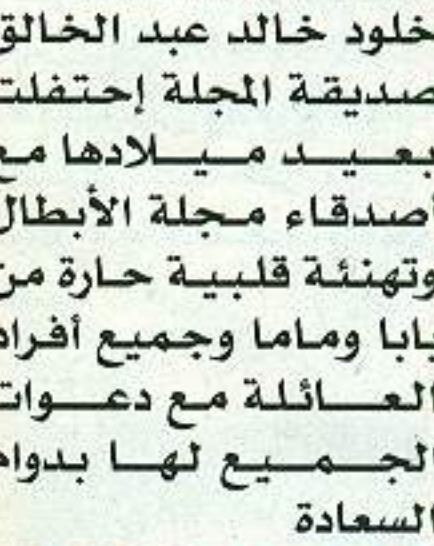 خلود خالد عبد الخالق
صديقة المجلة إحتفلت
بعيد ميلادها مع
أصدقاء مجلة الأبطال
وتهنئة قلبية حارة من
بابا وماما وجميع أفراد
العائلة مع دعوات
الجميع لها بدوام
السعادة